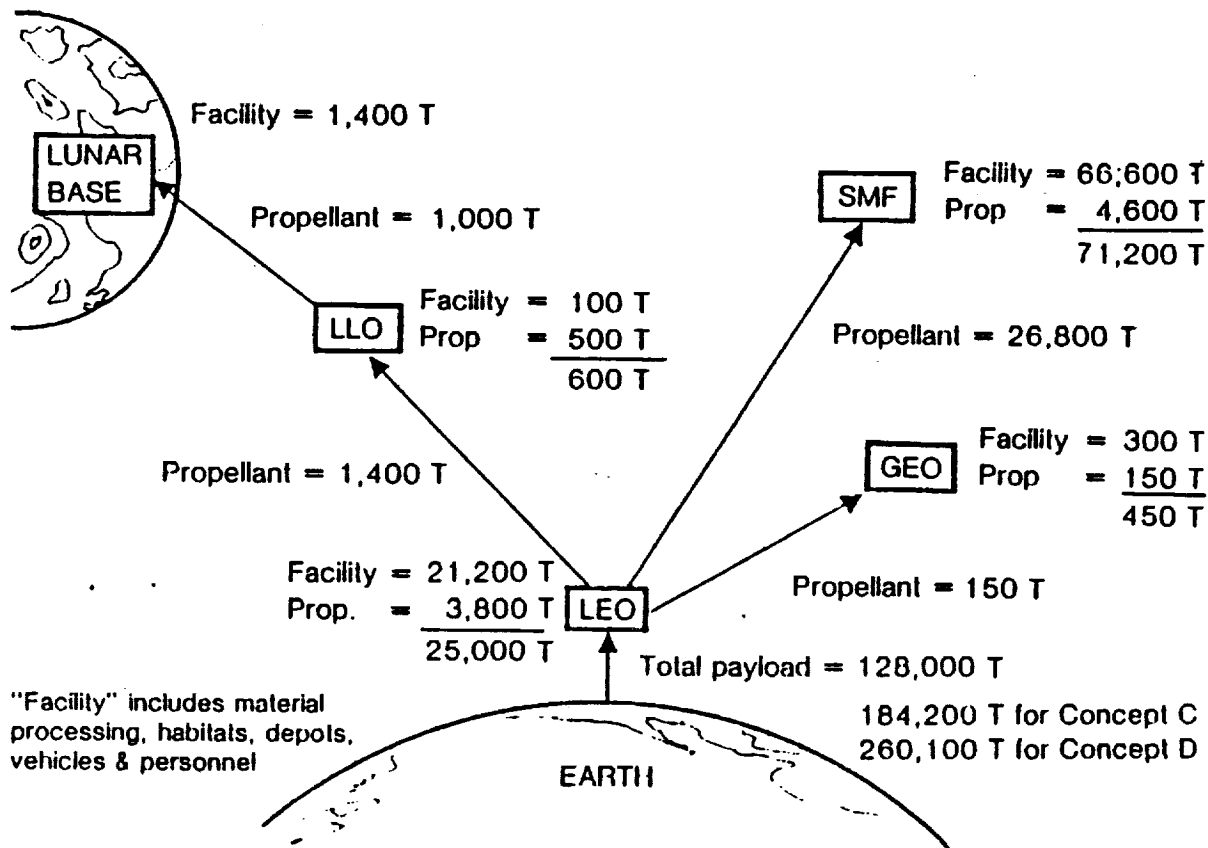 Facility = 1,400 T
LUNAR
BASE
Propellant = 1,000 T
LLO
Facility = 100 T
Prop = 500 T
600 T
Propellant = 1,400 T
SMF
Facility = 66,600 T
Prop = 4,600 T
71,200 T
Propellant = 26,800 T
GEO
Facility = 300 T
Prop = 150 T
450 T
Propellant = 150 T
Facility = 21,200 T
Prop. = 3,800 T
25,000 T
LEO
Total payload = 128,000 T
184,200 T for Concept C
260,100 T for Concept D
"Facility" includes material
processing, habitats, depots,
vehicles & personnel
EARTH